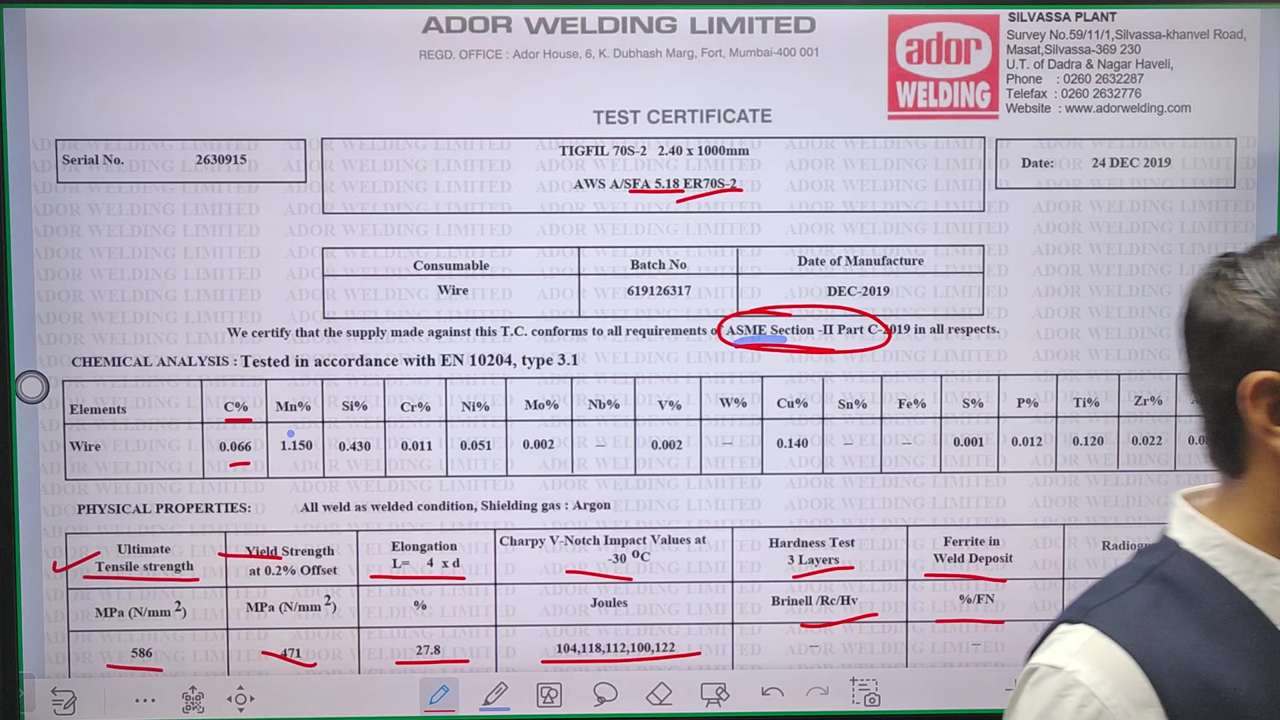 ADOR WELDING LIMITED
REGD. OFFICE : Ador House, 6, K. Dubhash Marg, Fort, Mumbai-400 001
ador
WELDING
SILVASSA PLANT
Survey No.59/11/1,Silvassa-khanvel Road,
Masat,Silvassa-369 230
U.T. of Dadra & Nagar Haveli,
Phone : 0260 2632287
Telefax : 0260 2632776
Website : www.adorwelding.com
TEST CERTIFICATE
Serial No. 2630915
TIGFIL 70S-2 2.40 x 1000mm
AWS A/SFA 5.18 ER70S-2
Date: 24 DEC 2019
Consumable Batch No Date of Manufacture
Wire 619126317 DEC-2019
We certify that the supply made against this T.C. conforms to all requirements of ASME Section -II Part C-2019 in all respects.
CHEMICAL ANALYSIS : Tested in accordance with EN 10204, type 3.1
Elements C% Mn% Si% Cr% Ni% Mo% Nb% V% W% Cu% Sn% Fe% S% P% Ti% Zr%
Wire 0.066 1.150 0.430 0.011 0.051 0.002 — 0.002 — 0.140 — — 0.001 0.012 0.120 0.022
PHYSICAL PROPERTIES: All weld as welded condition, Shielding gas : Argon
Ultimate Tensile strength
Yield Strength at 0.2% Offset
Elongation L= 4 x d
Charpy V-Notch Impact Values at -30 °C
Hardness Test 3 Layers
Ferrite in Weld Deposit
MPa (N/mm²) MPa (N/mm²) % Joules Brinell /Rc/Hv %/FN
586 471 27.8 104,118,112,100,122 — —